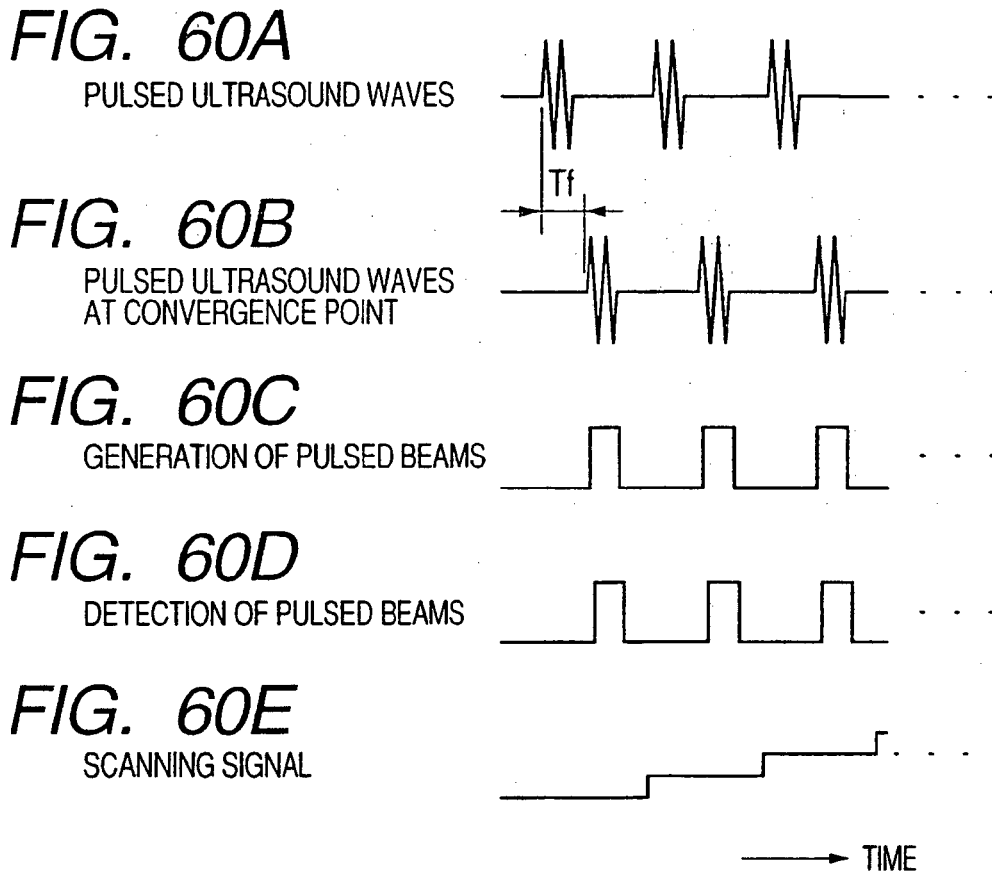 FIG. 60A
PULSED ULTRASOUND WAVES
Tf
FIG. 60B
PULSED ULTRASOUND WAVES
AT CONVERGENCE POINT
FIG. 60C
GENERATION OF PULSED BEAMS
FIG. 60D
DETECTION OF PULSED BEAMS
FIG. 60E
SCANNING SIGNAL
TIME